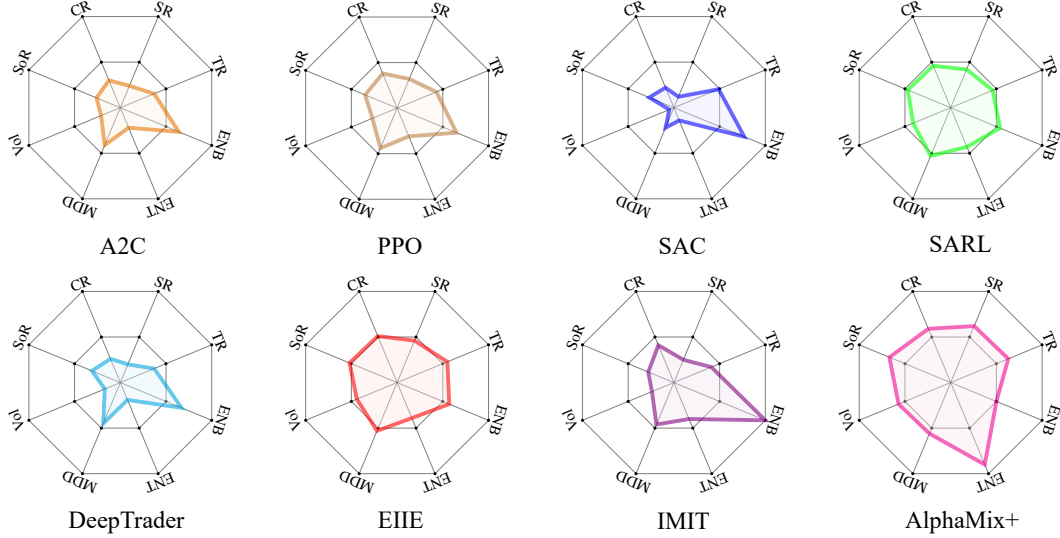 CR SR CR SR CR SR CR SR
SoR TR SoR TR SoR TR SoR TR
Vol ENB Vol ENB Vol ENB Vol ENB
MDD ENT MDD ENT MDD ENT MDD ENT
A2C PPO SAC SARL
CR SR CR SR CR SR CR SR
SoR TR SoR TR SoR TR SoR TR
Vol ENB Vol ENB Vol ENB Vol ENB
MDD ENT MDD ENT MDD ENT MDD ENT
DeepTrader EIIE IMIT AlphaMix+